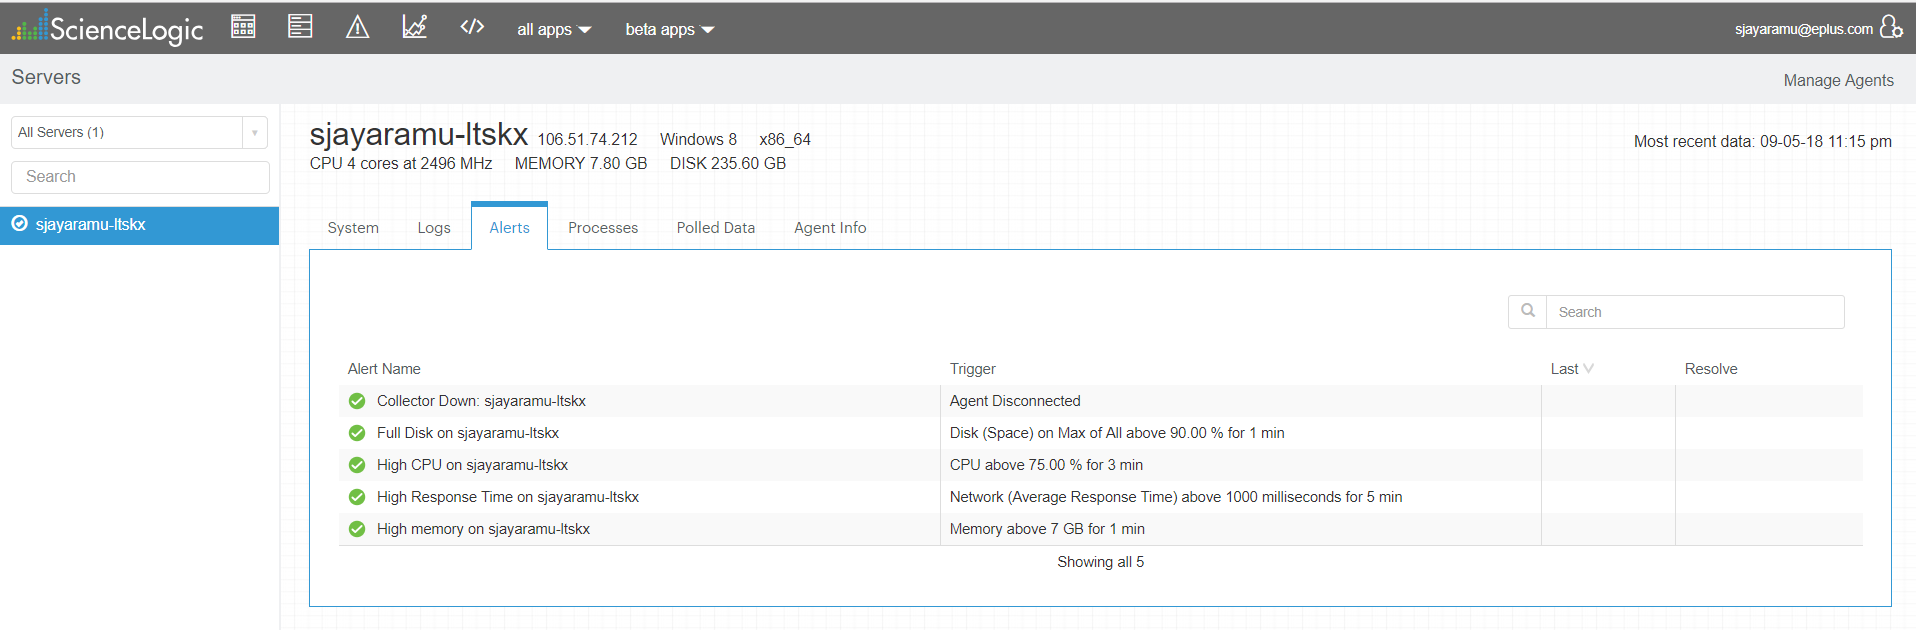 ScienceLogic
all apps
beta apps
sjayaramu@eplus.com
Servers
Manage Agents
All Servers (1)
Search
sjayaramu-ltskx
sjayaramu-ltskx 106.51.74.212 Windows 8 x86_64
CPU 4 cores at 2496 MHz MEMORY 7.80 GB DISK 235.60 GB
Most recent data: 09-05-18 11:15 pm
System Logs Alerts Processes Polled Data Agent Info
Search
Alert Name Trigger Last Resolve
Collector Down: sjayaramu-ltskx Agent Disconnected
Full Disk on sjayaramu-ltskx Disk (Space) on Max of All above 90.00 % for 1 min
High CPU on sjayaramu-ltskx CPU above 75.00 % for 3 min
High Response Time on sjayaramu-ltskx Network (Average Response Time) above 1000 milliseconds for 5 min
High memory on sjayaramu-ltskx Memory above 7 GB for 1 min
Showing all 5